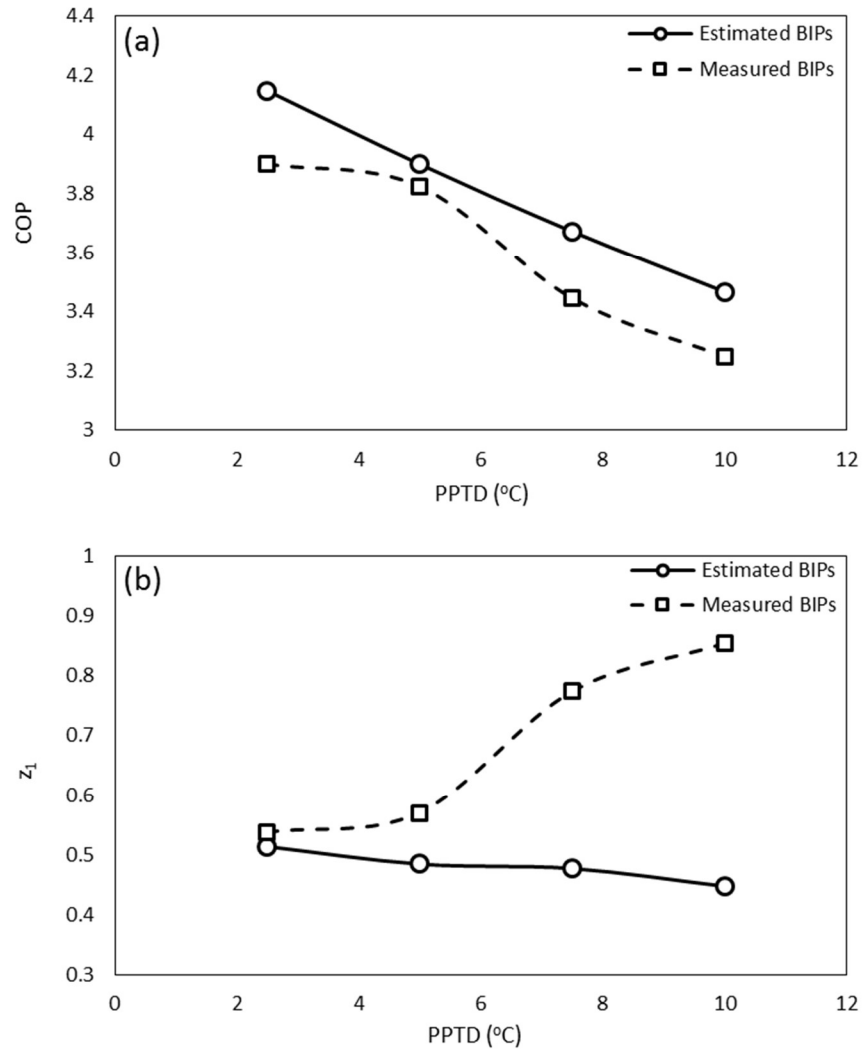 (a)
Estimated BIPs
Measured BIPs
4.4
4.2
4
3.8
3.6
3.4
3.2
3
COP
0 2 4 6 8 10 12
PPTD (⁰C)
(b)
Estimated BIPs
Measured BIPs
1
0.9
0.8
0.7
0.6
0.5
0.4
0.3
z₁
0 2 4 6 8 10 12
PPTD (⁰C)